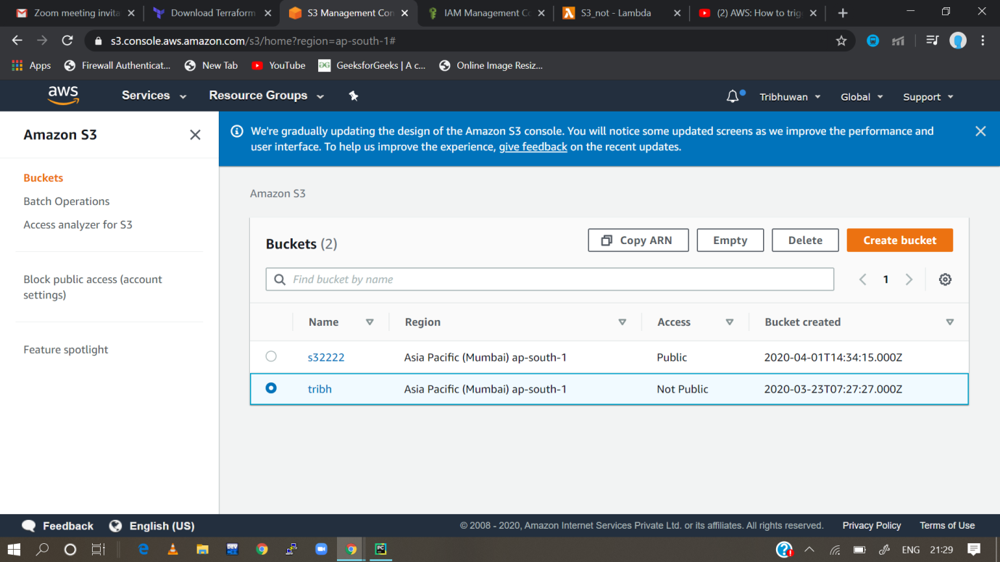 Zoom meeting invita
Download Terraform
S3 Management Con
IAM Management Co
S3_not - Lambda
(2) AWS: How to trig
s3.console.aws.amazon.com/s3/home?region=ap-south-1#
Apps
Firewall Authenticat...
New Tab
YouTube
GeeksforGeeks | A c...
Online Image Resiz...
aws
Services
Resource Groups
Tribhuwan
Global
Support
Amazon S3
Buckets
Batch Operations
Access analyzer for S3
Block public access (account
settings)
Feature spotlight
We're gradually updating the design of the Amazon S3 console. You will notice some updated screens as we improve the performance and
user interface. To help us improve the experience, give feedback on the recent updates.
Amazon S3
Buckets (2)
Copy ARN
Empty
Delete
Create bucket
Find bucket by name
1
Name Region Access Bucket created
s32222 Asia Pacific (Mumbai) ap-south-1 Public 2020-04-01T14:34:15.000Z
tribh Asia Pacific (Mumbai) ap-south-1 Not Public 2020-03-23T07:27:27.000Z
Feedback
English (US)
© 2008 - 2020, Amazon Internet Services Private Ltd. or its affiliates. All rights reserved.
Privacy Policy
Terms of Use
DEV
PC
ENG
21:29